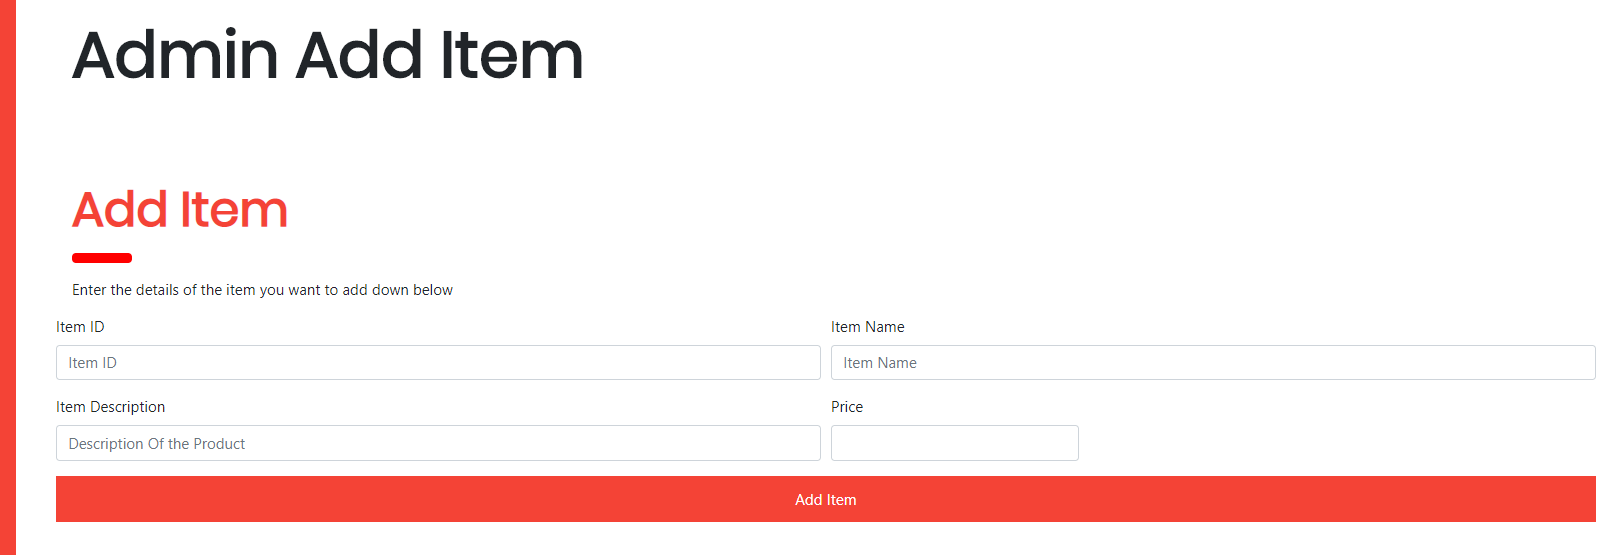 Admin Add Item
Add Item
Enter the details of the item you want to add down below
Item ID
Item Name
Item ID
Item Name
Item Description
Price
Description Of the Product
Add Item